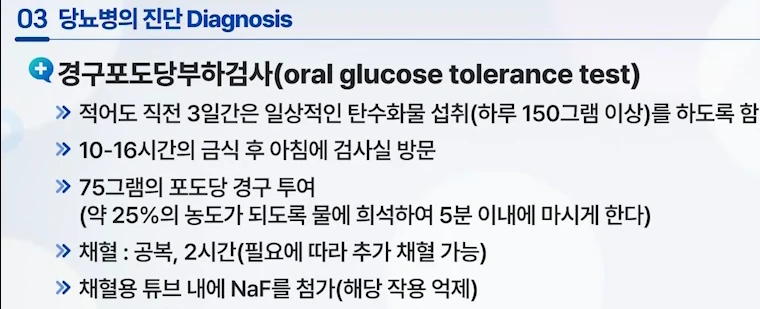 03 당뇨병의 진단 Diagnosis
경구포도당부하검사(oral glucose tolerance test)
» 적어도 직전 3일간은 일상적인 탄수화물 섭취(하루 150그램 이상)를 하도록 함
» 10-16시간의 금식 후 아침에 검사실 방문
» 75그램의 포도당 경구 투여
(약 25%의 농도가 되도록 물에 희석하여 5분 이내에 마시게 한다)
» 채혈 : 공복, 2시간(필요에 따라 추가 채혈 가능)
» 채혈용 튜브 내에 NaF를 첨가(해당 작용 억제)